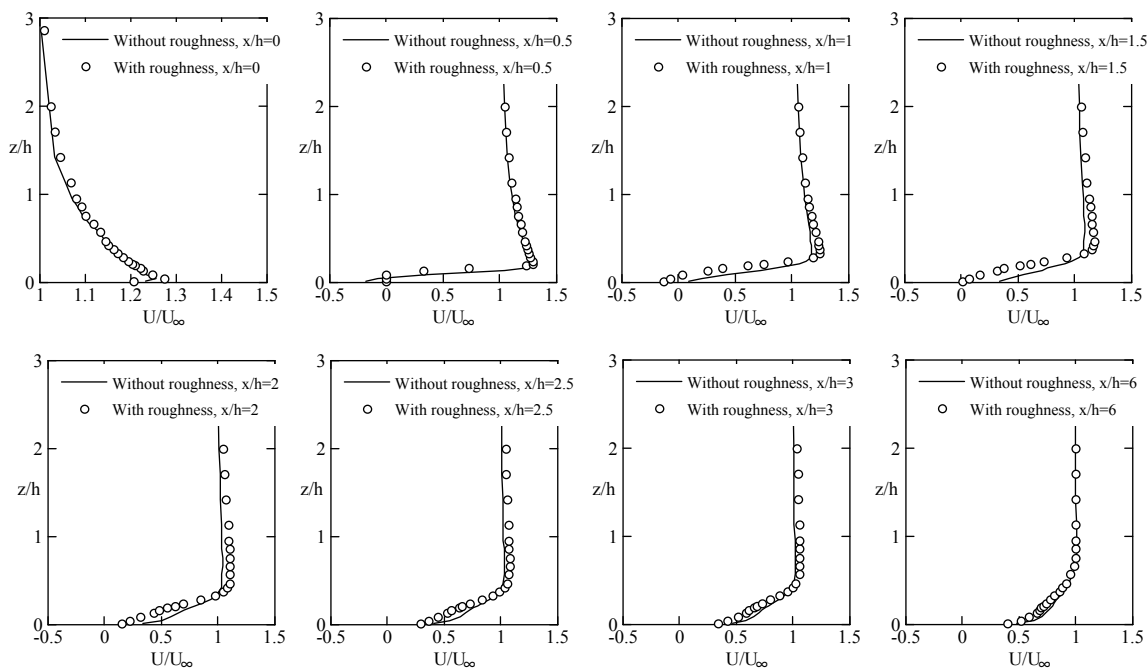 3
Without roughness, x/h=0
With roughness, x/h=0
2
z/h
1
0
1 1.1 1.2 1.3 1.4 1.5
U/U∞
3
Without roughness, x/h=0.5
With roughness, x/h=0.5
2
z/h
1
0
-0.5 0 0.5 1 1.5
U/U∞
3
Without roughness, x/h=1
With roughness, x/h=1
2
z/h
1
0
-0.5 0 0.5 1 1.5
U/U∞
3
Without roughness, x/h=1.5
With roughness, x/h=1.5
2
z/h
1
0
-0.5 0 0.5 1 1.5
U/U∞
3
Without roughness, x/h=2
With roughness, x/h=2
2
z/h
1
0
-0.5 0 0.5 1 1.5
U/U∞
3
Without roughness, x/h=2.5
With roughness, x/h=2.5
2
z/h
1
0
-0.5 0 0.5 1 1.5
U/U∞
3
Without roughness, x/h=3
With roughness, x/h=3
2
z/h
1
0
-0.5 0 0.5 1 1.5
U/U∞
3
Without roughness, x/h=6
With roughness, x/h=6
2
z/h
1
0
-0.5 0 0.5 1 1.5
U/U∞